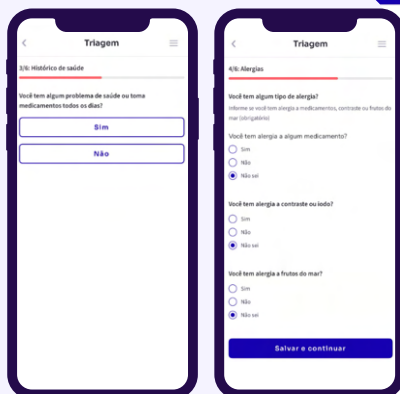 Triagem
3/6: Histórico de saúde
Você tem algum problema de saúde ou toma
medicamentos todos os dias?
Sim
Não
Triagem
4/6: Alergias
Você tem algum tipo de alergia?
Informe se você tem alergia a medicamentos, contraste ou frutos do
mar (obrigatório)
Você tem alergia a algum medicamento?
Sim
Não
Não sei
Você tem alergia a contraste ou iodo?
Sim
Não
Não sei
Você tem alergia a frutos do mar?
Sim
Não
Não sei
Salvar e continuar